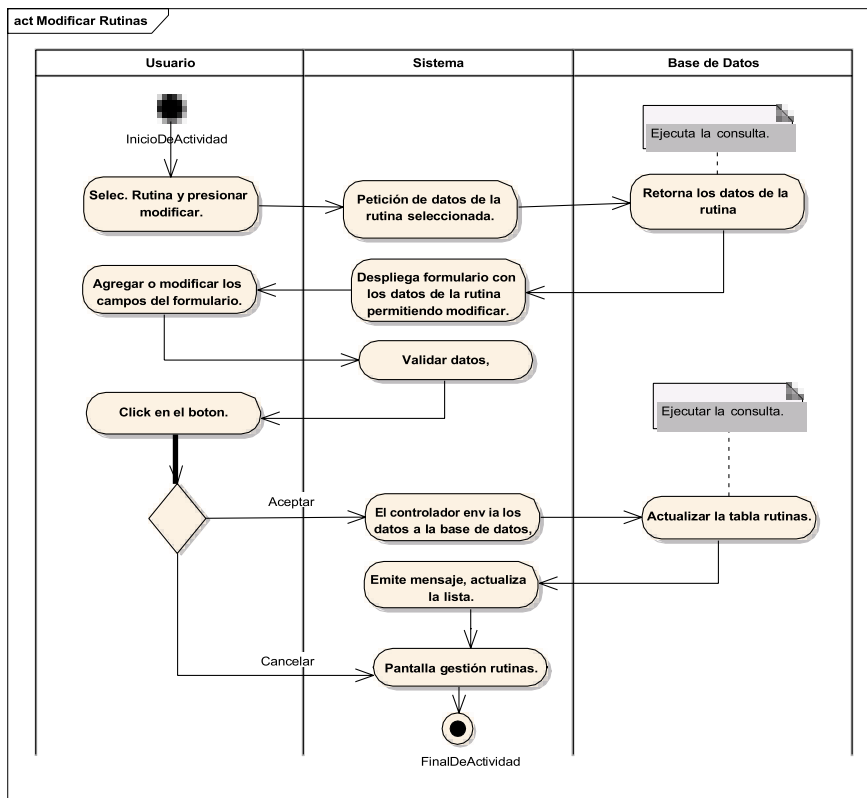 act Modificar Rutinas
Usuario
Sistema
Base de Datos
InicioDeActividad
Ejecuta la consulta.
Selec. Rutina y presionar
modificar.
Petición de datos de la
rutina seleccionada.
Retorna los datos de la
rutina
Agregar o modificar los
campos del formulario.
Despliega formulario con
los datos de la rutina
permitiendo modificar.
Validar datos,
Click en el boton.
Ejecutar la consulta.
Aceptar
El controlador env ia los
datos a la base de datos,
Actualizar la tabla rutinas.
Emite mensaje, actualiza
la lista.
Cancelar
Pantalla gestión rutinas.
FinalDeActividad